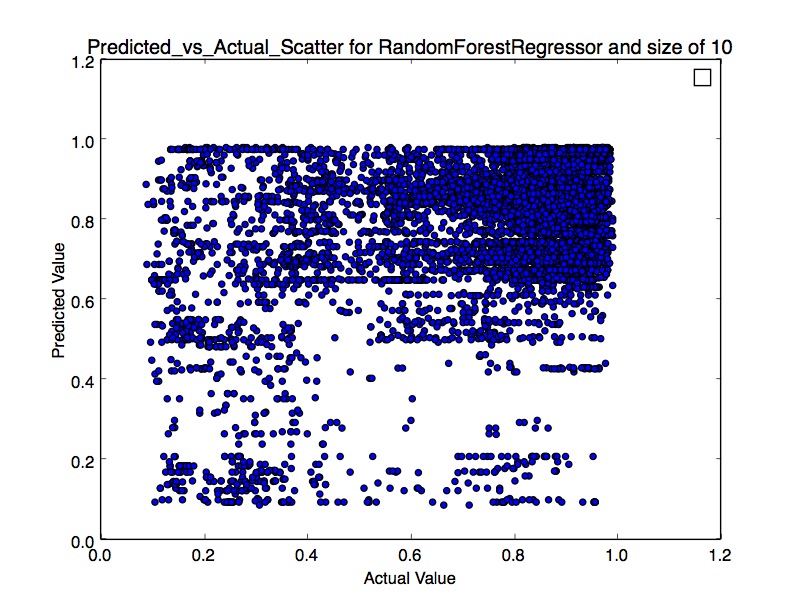 Predicted_vs_Actual_Scatter for RandomForestRegressor and size of 10
1.2
1.0
0.8
0.6
0.4
0.2
0.0
Predicted Value
0.0 0.2 0.4 0.6 0.8 1.0 1.2
Actual Value